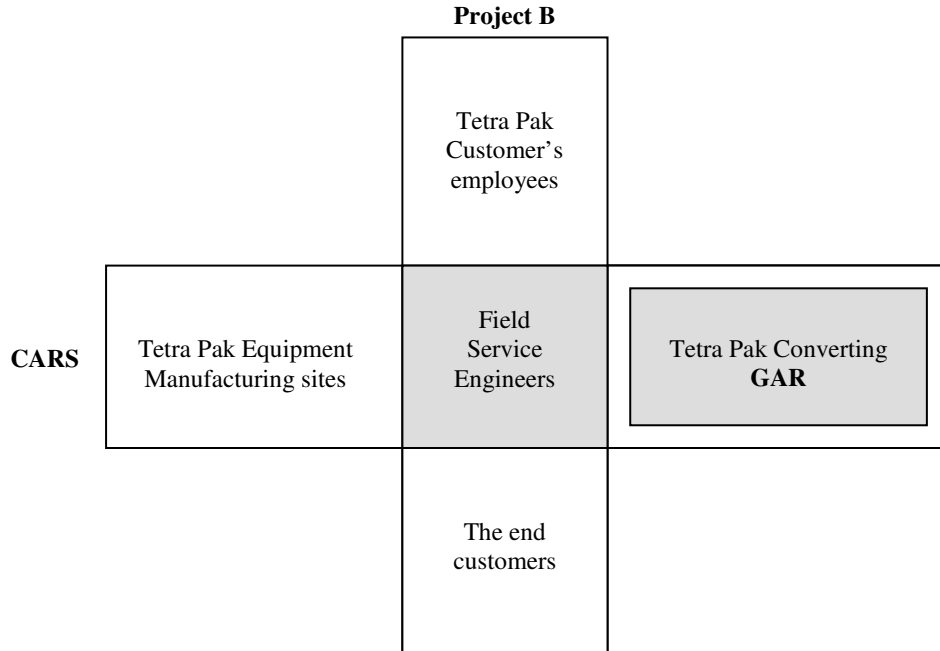 Project B
Tetra Pak
Customer’s
employees
CARS
Tetra Pak Equipment
Manufacturing sites
Field
Service
Engineers
Tetra Pak Converting
GAR
The end
customers